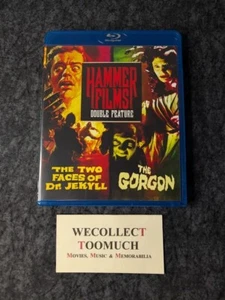 HAMMER
FILMS
DOUBLE FEATURE
THE TWO
FACES OF
DR. JEKYLL
THE
GORGON
WECOLLECT
TOOMUCH
MOVIES, MUSIC & MEMORABILIA